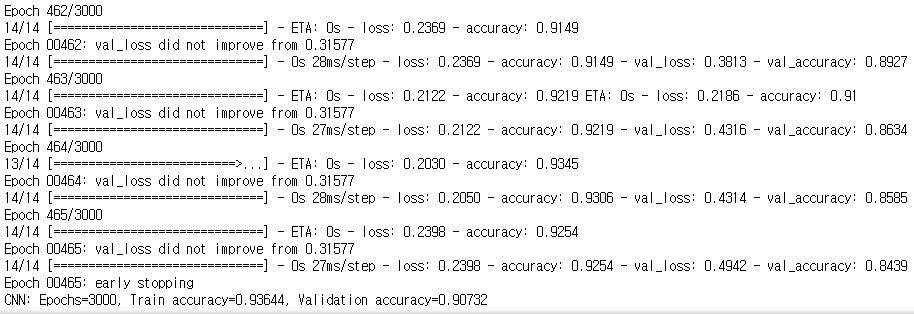 Epoch 462/3000
14/14 [==============================] - ETA: 0s - loss: 0.2369 - accuracy: 0.9149
Epoch 00462: val_loss did not improve from 0.31577
14/14 [==============================] - 0s 28ms/step - loss: 0.2369 - accuracy: 0.9149 - val_loss: 0.3813 - val_accuracy: 0.8927
Epoch 463/3000
14/14 [==============================] - ETA: 0s - loss: 0.2122 - accuracy: 0.9219 ETA: 0s - loss: 0.2186 - accuracy: 0.91
Epoch 00463: val_loss did not improve from 0.31577
14/14 [==============================] - 0s 27ms/step - loss: 0.2122 - accuracy: 0.9219 - val_loss: 0.4316 - val_accuracy: 0.8634
Epoch 464/3000
13/14 [==========================>...] - ETA: 0s - loss: 0.2030 - accuracy: 0.9345
Epoch 00464: val_loss did not improve from 0.31577
14/14 [==============================] - 0s 28ms/step - loss: 0.2050 - accuracy: 0.9306 - val_loss: 0.4314 - val_accuracy: 0.8585
Epoch 465/3000
14/14 [==============================] - ETA: 0s - loss: 0.2398 - accuracy: 0.9254
Epoch 00465: val_loss did not improve from 0.31577
14/14 [==============================] - 0s 27ms/step - loss: 0.2398 - accuracy: 0.9254 - val_loss: 0.4942 - val_accuracy: 0.8439
Epoch 00465: early stopping
CNN: Epochs=3000, Train accuracy=0.93644, Validation accuracy=0.90732